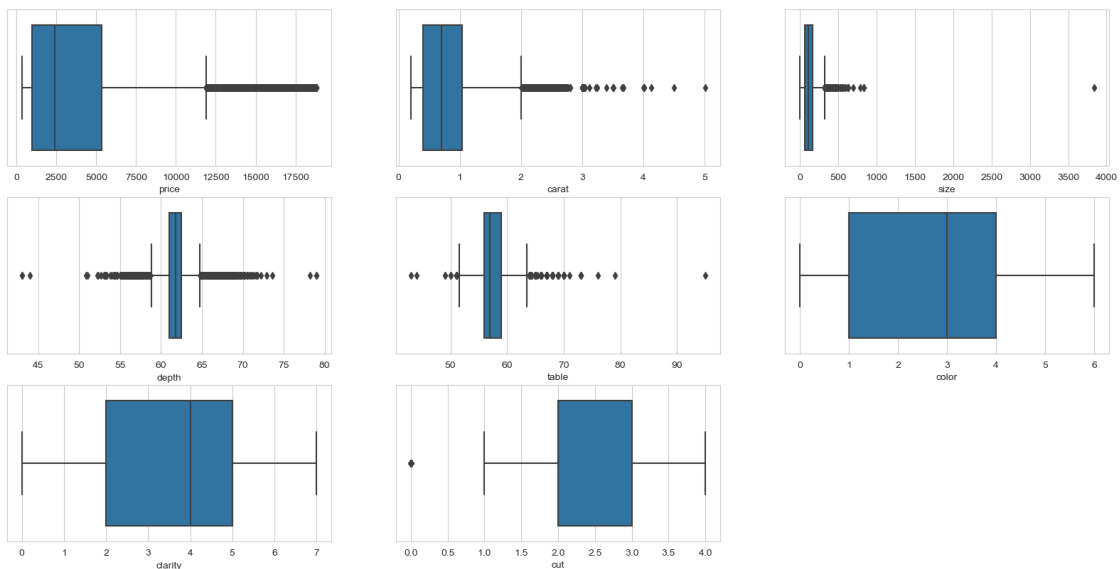 0 2500 5000 7500 10000 12500 15000 17500
price
0 1 2 3 4 5
carat
0 500 1000 1500 2000 2500 3000 3500 4000
size
45 50 55 60 65 70 75 80
depth
50 60 70 80 90
table
0 1 2 3 4 5 6
color
0 1 2 3 4 5 6 7
clarity
0.0 0.5 1.0 1.5 2.0 2.5 3.0 3.5 4.0
cut